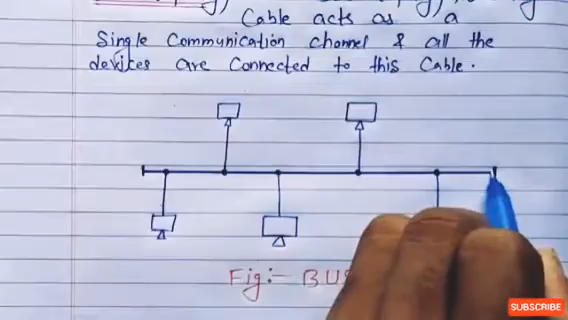 Cable acts as a
Single Communication channel & all the
devices are Connected to this Cable.
Fig:- BUS
SUBSCRIBE